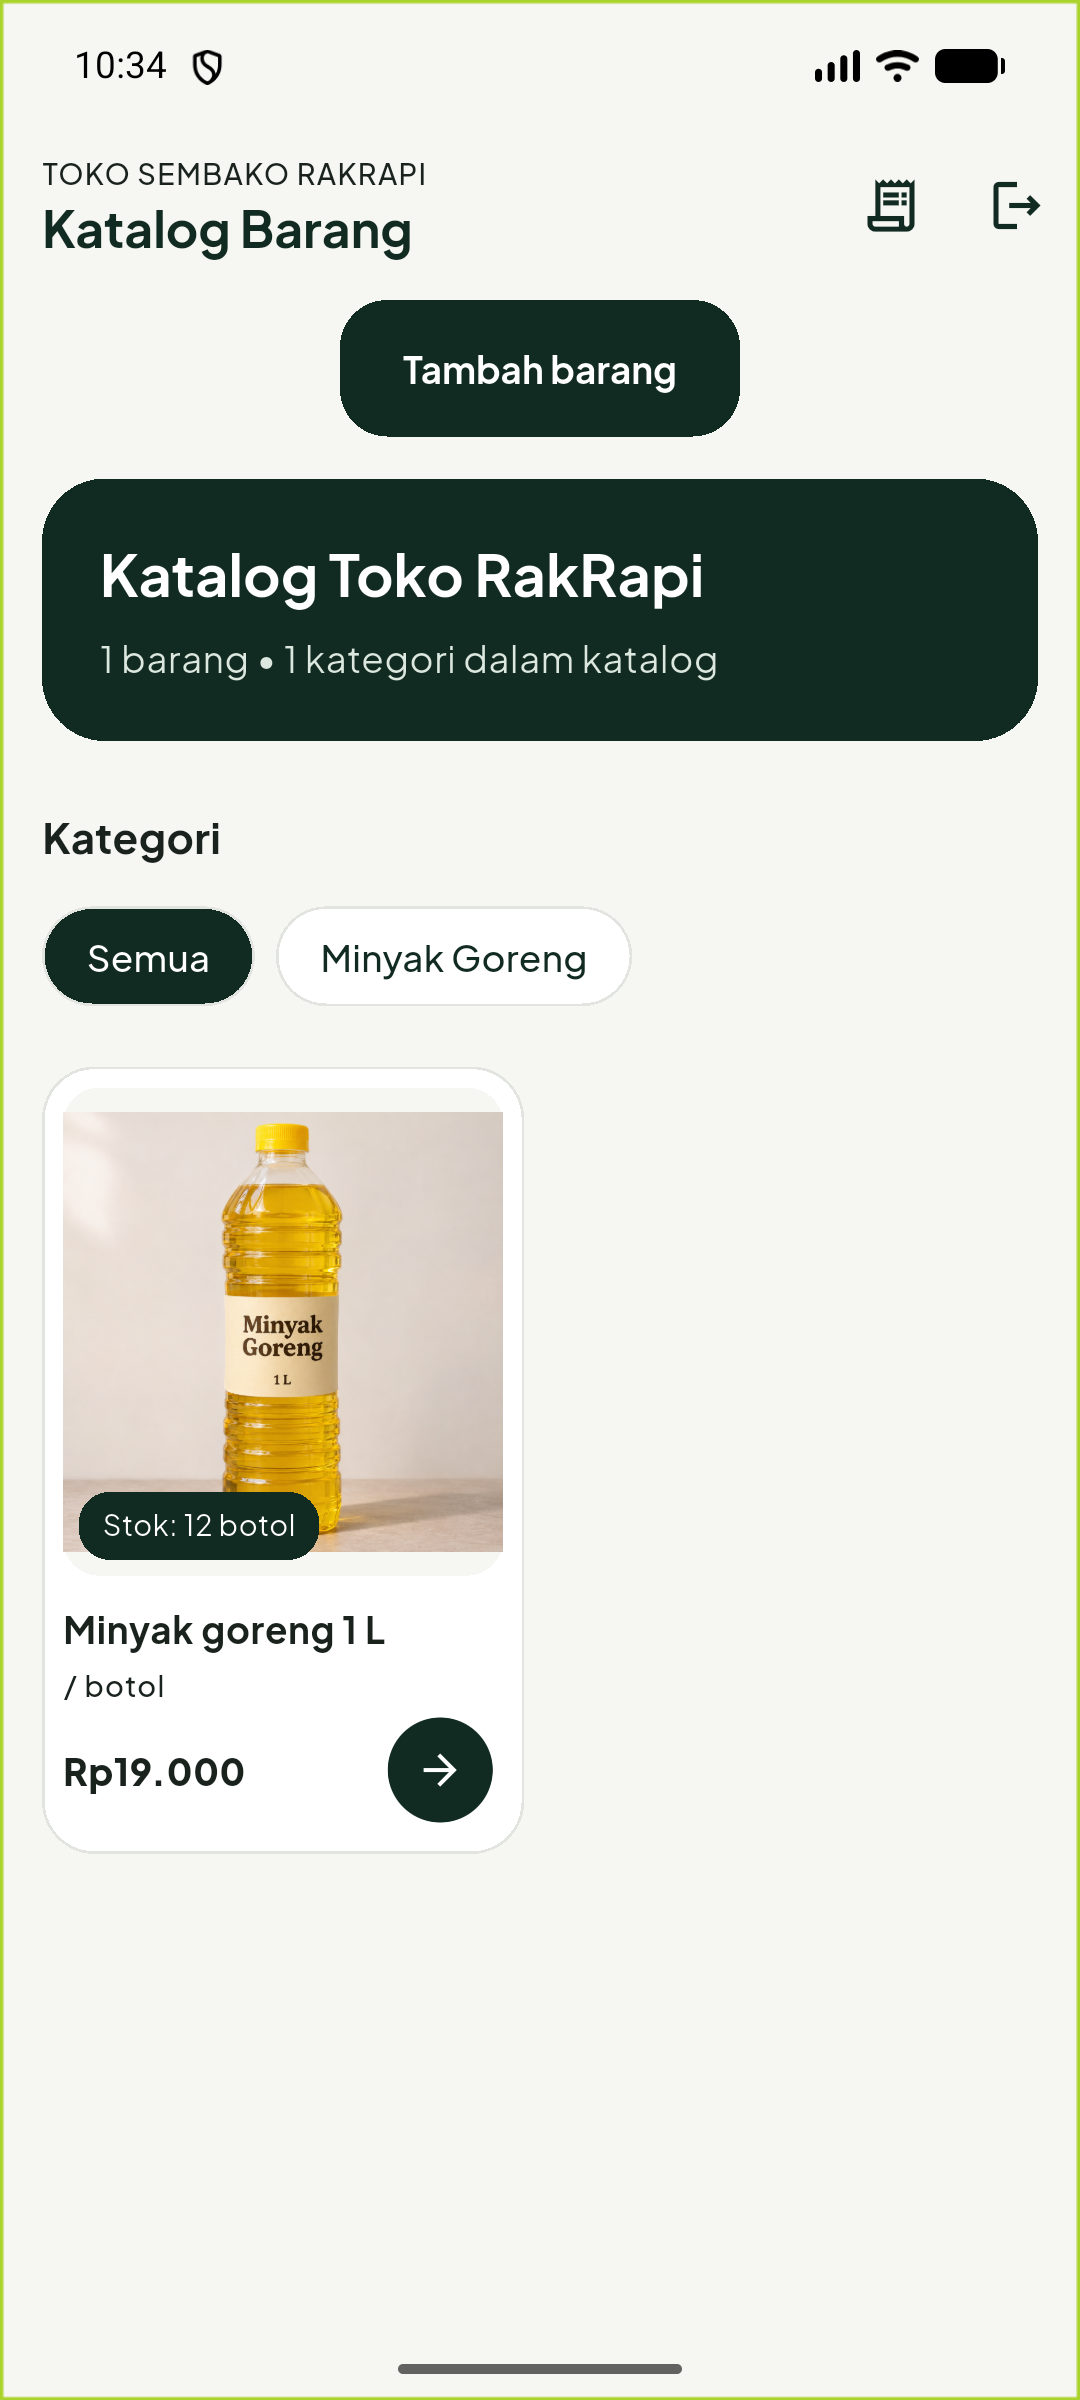 10:34
TOKO SEMBAKO RAKRAPI
Katalog Barang
Tambah barang
Katalog Toko RakRapi
1 barang • 1 kategori dalam katalog
Kategori
Semua
Minyak Goreng
Minyak
Goreng
1 L
Stok: 12 botol
Minyak goreng 1 L
/ botol
Rp19.000